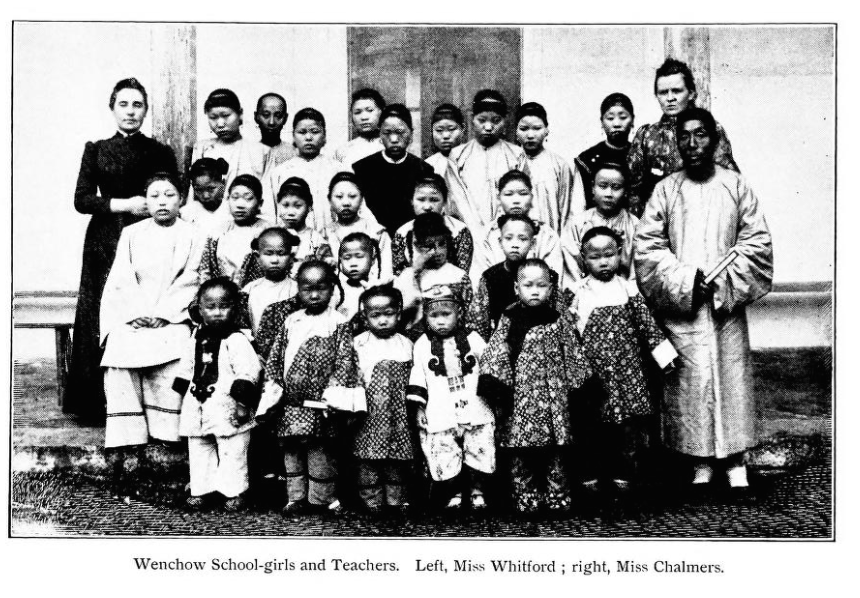 Wenchow School-girls and Teachers. Left, Miss Whitford ; right, Miss Chalmers.